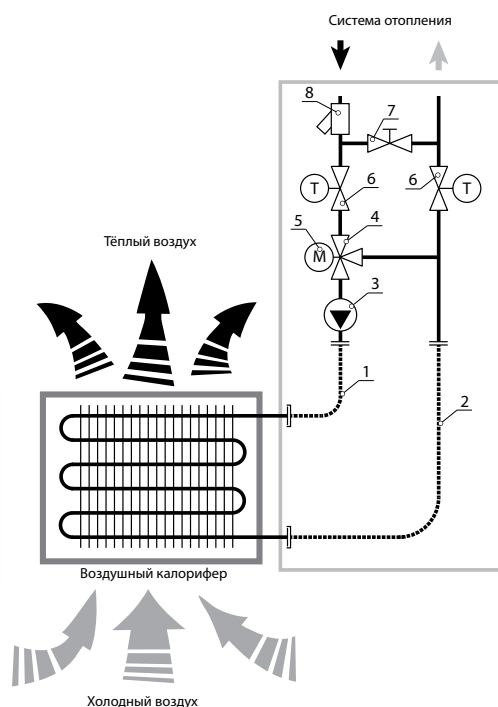 Система отопления
8
7
6
6
T
T
5
4
M
Тёплый воздух
3
1
2
Воздушный калорифер
Холодный воздух